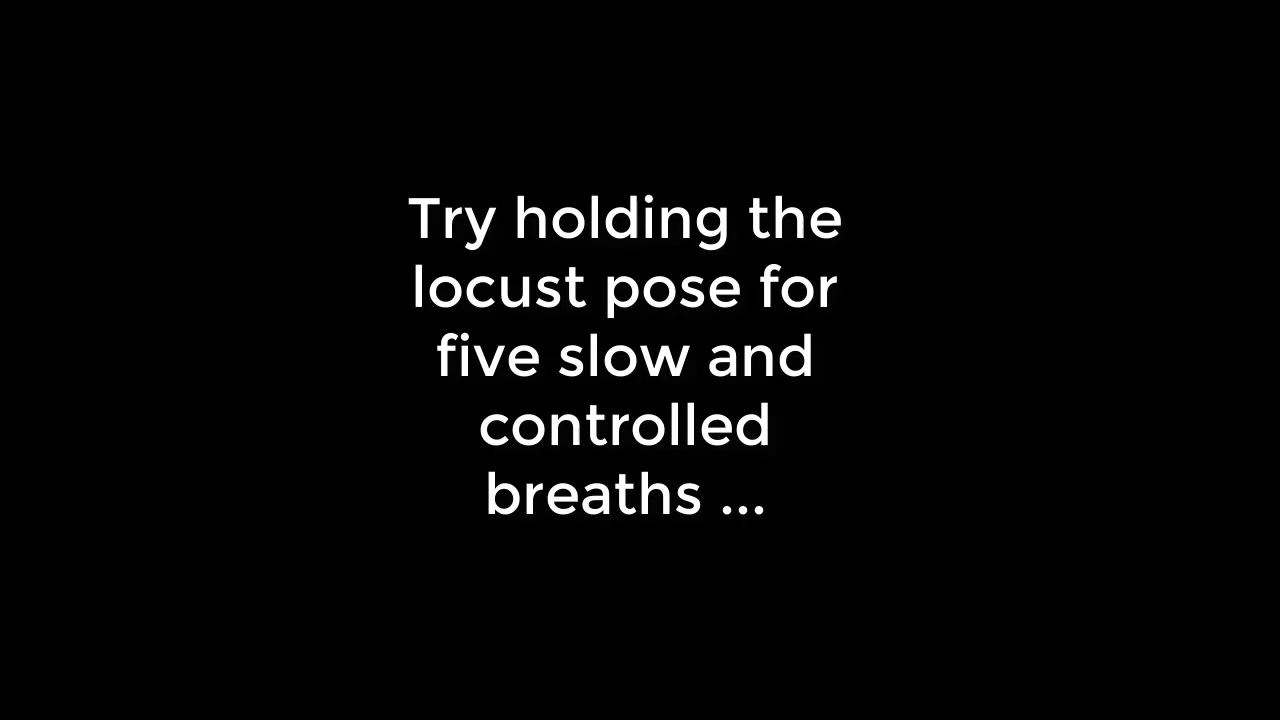 Try holding the
locust pose for
five slow and
controlled
breaths ...